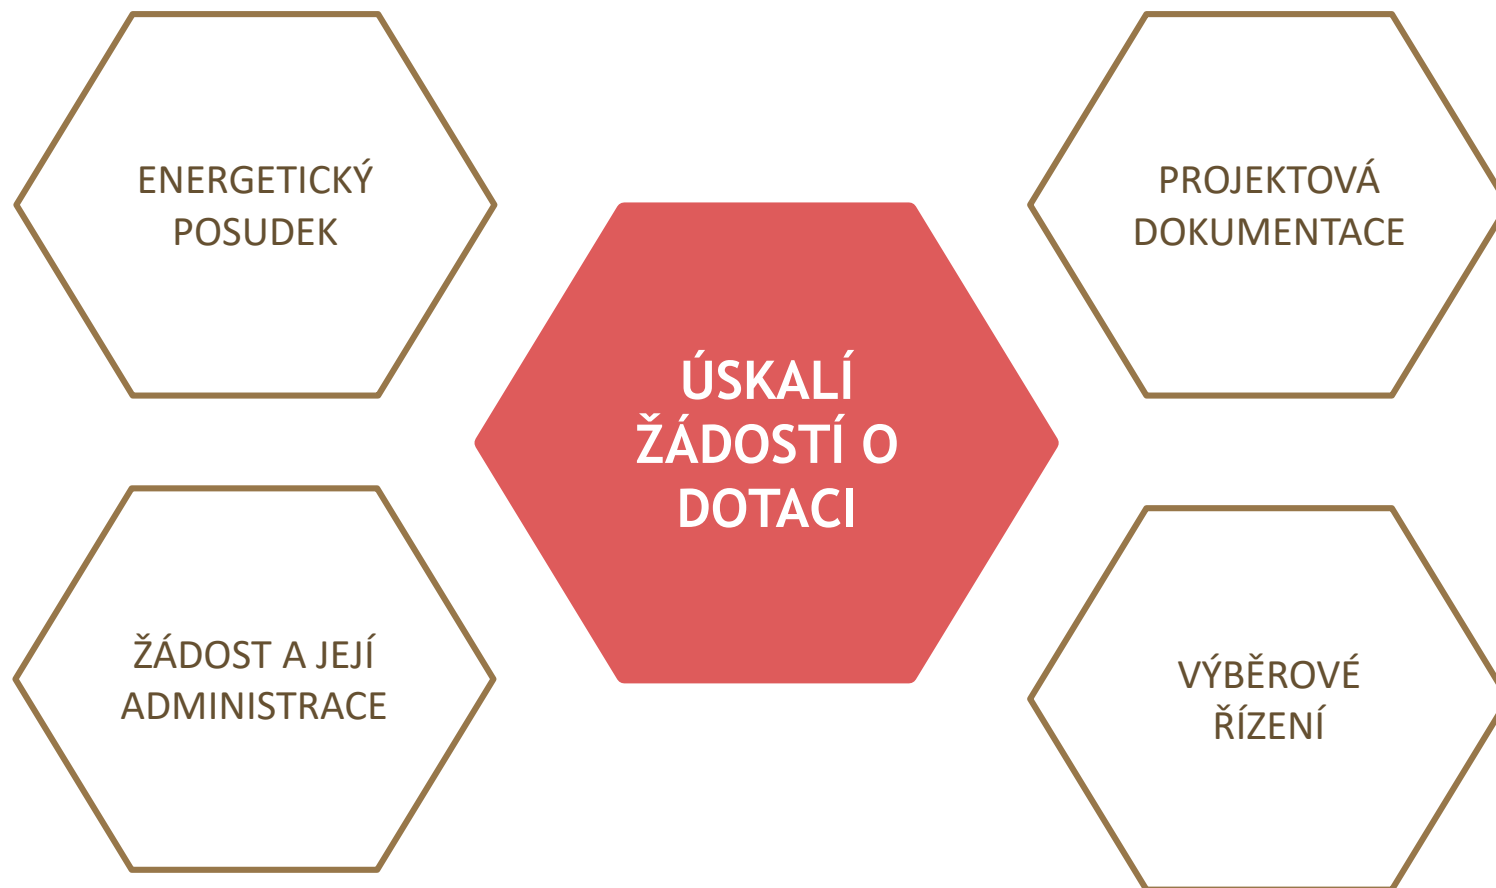 ENERGETICKÝ
POSUDEK
PROJEKTOVÁ
DOKUMENTACE
ÚSKALÍ
ŽÁDOSTÍ O
DOTACI
ŽÁDOST A JEJÍ
ADMINISTRACE
VÝBĚROVÉ
ŘÍZENÍ